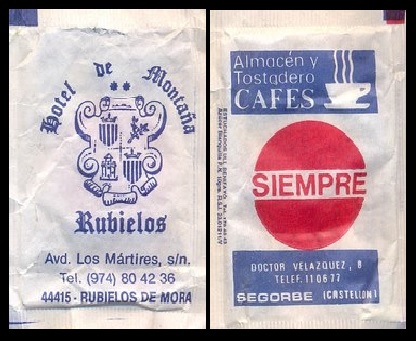 Hotel de Montaña
Rubielos
Avd. Los Mártires, s/n.
Tel. (974) 80 42 36
44415 - RUBIELOS DE MORA
Almacén y
Tostadero
CAFES
SIEMPRE
DOCTOR VELAZQUEZ, 8
TELEF. 11 06 77
SEGORBE (CASTELLON)